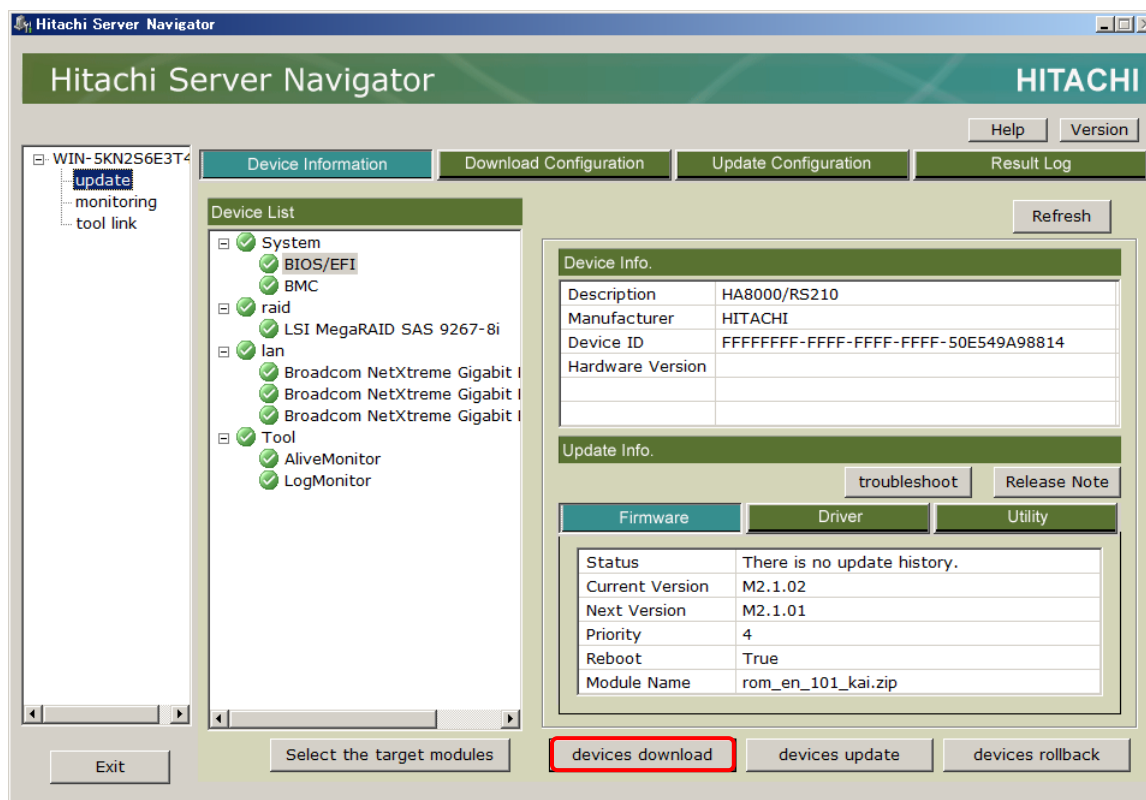 Hitachi Server Navigator
Hitachi Server Navigator
HITACHI
Help
Version
WIN-5KN2S6E3T4
update
monitoring
tool link
Device Information
Download Configuration
Update Configuration
Result Log
Device List
Refresh
System
BIOS/EFI
BMC
raid
LSI MegaRAID SAS 9267-8i
lan
Broadcom NetXtreme Gigabit
Broadcom NetXtreme Gigabit
Broadcom NetXtreme Gigabit
Tool
AliveMonitor
LogMonitor
Device Info.
Description HA8000/RS210
Manufacturer HITACHI
Device ID FFFFFFFF-FFFF-FFFF-FFFF-50E549A98814
Hardware Version
Update Info.
troubleshoot
Release Note
Firmware
Driver
Utility
Status There is no update history.
Current Version M2.1.02
Next Version M2.1.01
Priority 4
Reboot True
Module Name rom_en_101_kai.zip
Select the target modules
devices download
devices update
devices rollback
Exit